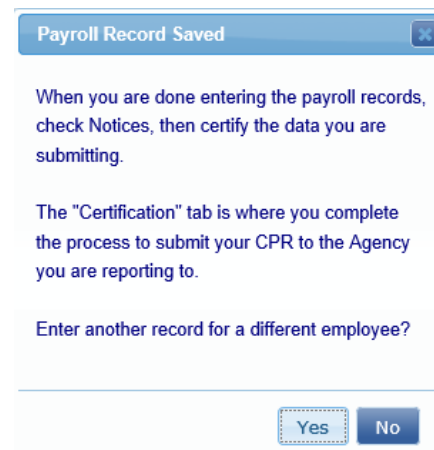 Payroll Record Saved
When you are done entering the payroll records,
check Notices, then certify the data you are
submitting.
The "Certification" tab is where you complete
the process to submit your CPR to the Agency
you are reporting to.
Enter another record for a different employee?
Yes No